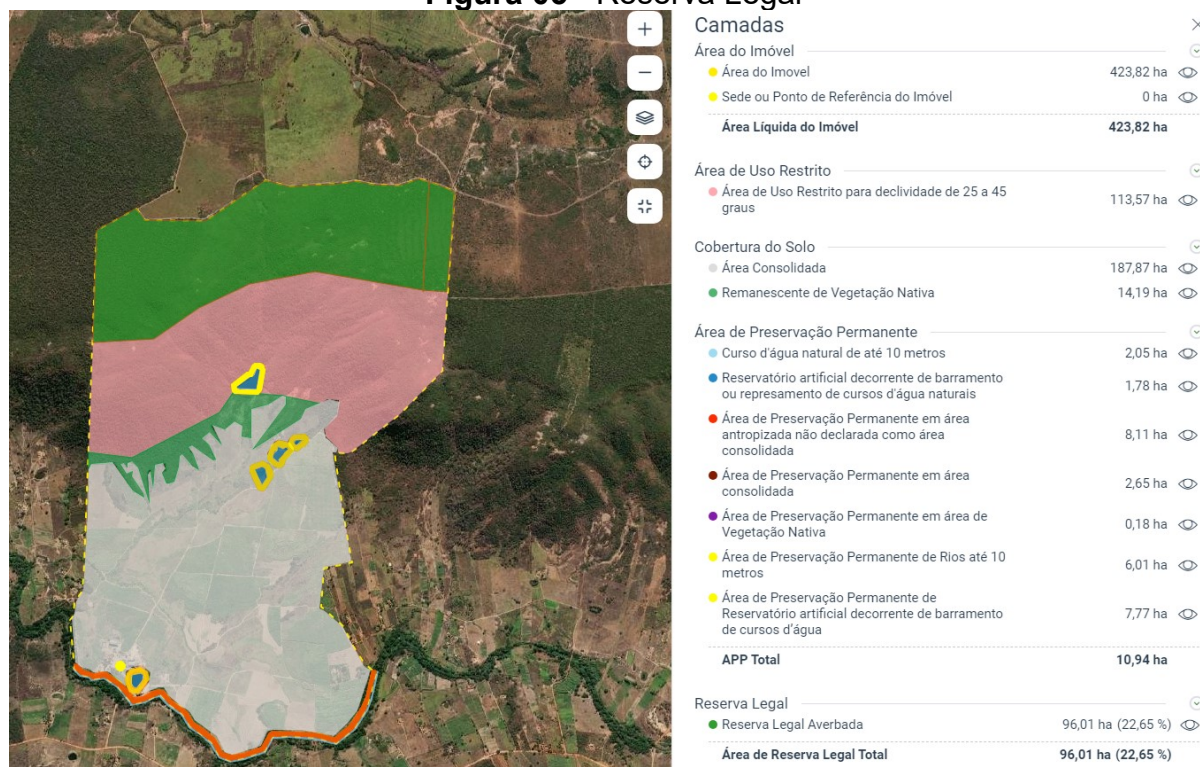 Figura - Reserva Legal
Camadas
Área do Imóvel
Área do Imovel 423,82 ha
Sede ou Ponto de Referência do Imóvel 0 ha
Área Líquida do Imóvel 423,82 ha
Área de Uso Restrito
Área de Uso Restrito para declividade de 25 a 45
graus 113,57 ha
Cobertura do Solo
Área Consolidada 187,87 ha
Remanescente de Vegetação Nativa 14,19 ha
Área de Preservação Permanente
Curso d'água natural de até 10 metros 2,05 ha
Reservatório artificial decorrente de barramento
ou represamento de cursos d'água naturais 1,78 ha
Área de Preservação Permanente em área
antropizada não declarada como área 8,11 ha
consolidada
Área de Preservação Permanente em área
consolidada 2,65 ha
Área de Preservação Permanente em área de
Vegetação Nativa 0,18 ha
Área de Preservação Permanente de Rios até 10
metros 6,01 ha
Área de Preservação Permanente de
Reservatório artificial decorrente de barramento 7,77 ha
de cursos d'água
APP Total 10,94 ha
Reserva Legal
Reserva Legal Averbada 96,01 ha (22,65 %)
Área de Reserva Legal Total 96,01 ha (22,65 %)